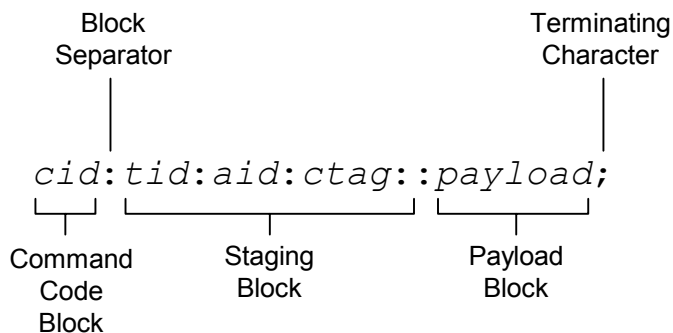 Block
Separator
Terminating
Character
cid:tid:aid:ctag::payload;
Command
Code
Block
Staging
Block
Payload
Block